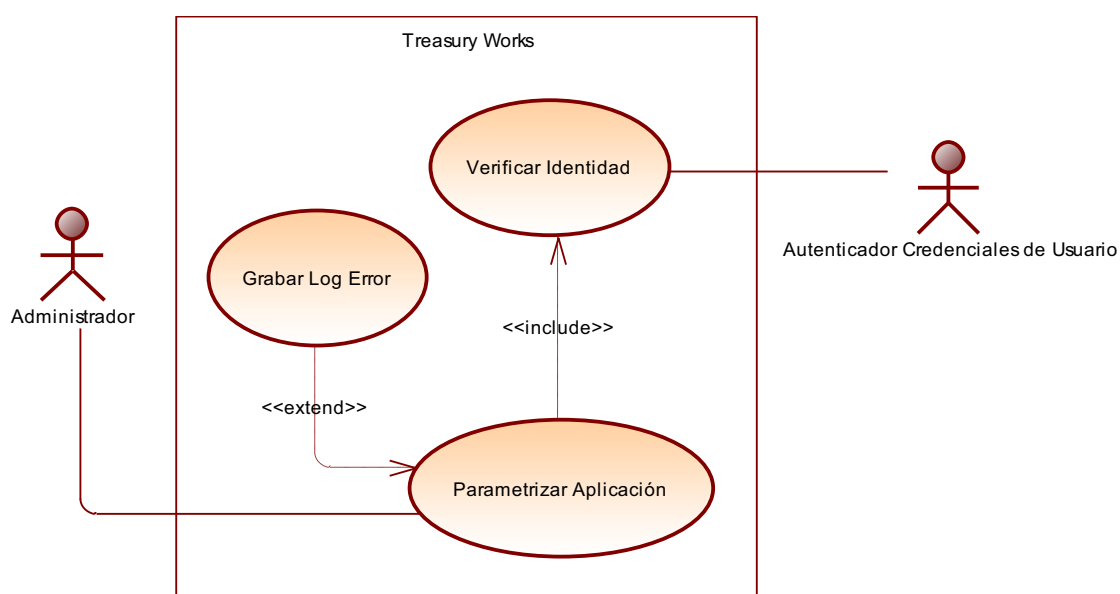 Treasury Works
Verificar Identidad
Autenticador Credenciales de Usuario
Grabar Log Error
Administrador
<<include>>
<<extend>>
Parametrizar Aplicación